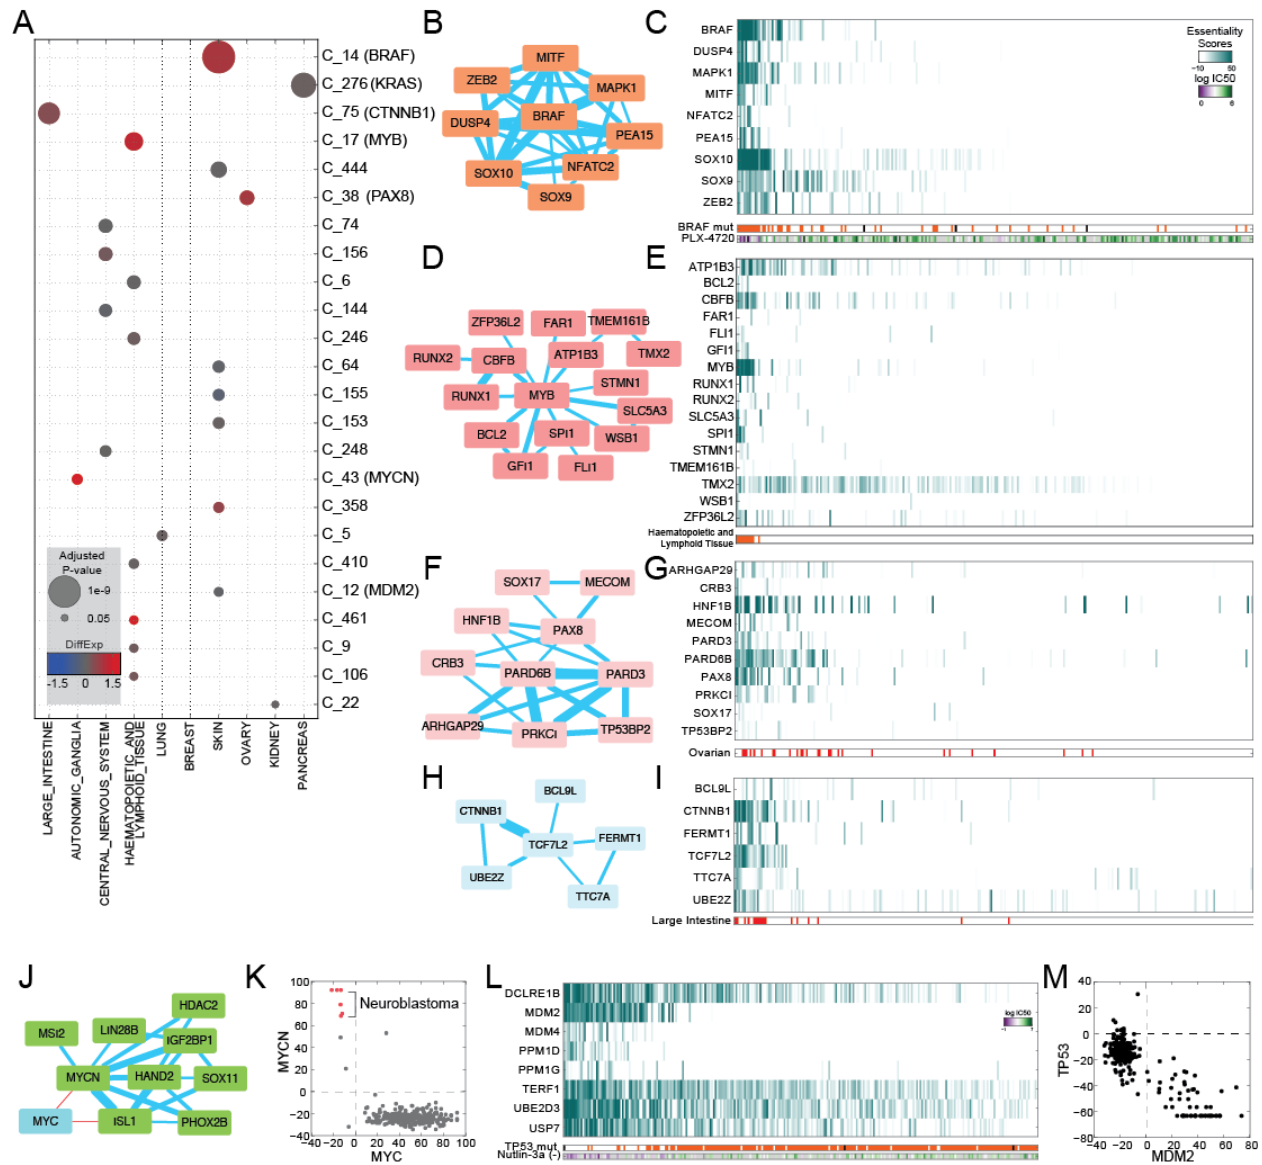 A
C_14 (BRAF)
C_276 (KRAS)
C_75 (CTNNB1)
C_17 (MYB)
C_444
C_38 (PAX8)
C_74
C_156
C_6
C_144
C_246
C_64
C_155
C_153
C_248
C_43 (MYCN)
C_358
C_5
C_410
C_12 (MDM2)
C_461
C_9
C_106
C_22
Adjusted
P-value
1e-9
0.05
DiffExp
-1.5 0 1.5
LARGE_INTESTINE
AUTONOMIC_GANGLIA
CENTRAL_NERVOUS_SYSTEM
HAEMATOPOIETIC_AND
LYMPHOID_TISSUE
LUNG
BREAST
SKIN
OVARY
KIDNEY
PANCREAS
B
MITF
ZEB2
MAPK1
DUSP4
BRAF
PEA15
SOX10
NFATC2
SOX9
C
BRAF
DUSP4
MAPK1
MITF
NFATC2
PEA15
SOX10
SOX9
ZEB2
BRAF mut
PLX-4720
Essentiality
Scores
-10 50
log IC50
0 6
D
ZFP36L2
FAR1
TMEM161B
RUNX2
CBFB
ATP1B3
TMX2
RUNX1
MYB
STMN1
SLC5A3
BCL2
SPI1
WSB1
GFI1
FLI1
E
ATP1B3
BCL2
CBFB
FAR1
FLI1
GFI1
MYB
RUNX1
RUNX2
SLC5A3
SPI1
STMN1
TMEM161B
TMX2
WSB1
ZFP36L2
Haematopoietic and
Lymphoid Tissue
F
SOX17
MECOM
HNF1B
PAX8
CRB3
PARD6B
PARD3
ARHGAP29
PRKCI
TP53BP2
G
ARHGAP29
CRB3
HNF1B
MECOM
PARD3
PARD6B
PAX8
PRKCI
SOX17
TP53BP2
Ovarian
H
BCL9L
CTNNB1
TCF7L2
FERMT1
UBE2Z
TTC7A
I
BCL9L
CTNNB1
FERMT1
TCF7L2
TTC7A
UBE2Z
Large Intestine
J
HDAC2
MSI2
LIN28B
IGF2BP1
MYCN
HAND2
SOX11
MYC
ISL1
PHOX2B
K
100
80
60
40
20
0
−20
−40
MYCN
Neuroblastoma
−40 −20 0 20 40 60 80 100
MYC
L
DCLRE1B
MDM2
MDM4
PPM1D
PPM1G
TERF1
UBE2D3
USP7
TP53 mut
Nutlin-3a (-)
log IC50
M
40
20
0
−20
−40
−60
−80
TP53
−40 −20 0 20 40 60 80
MDM2